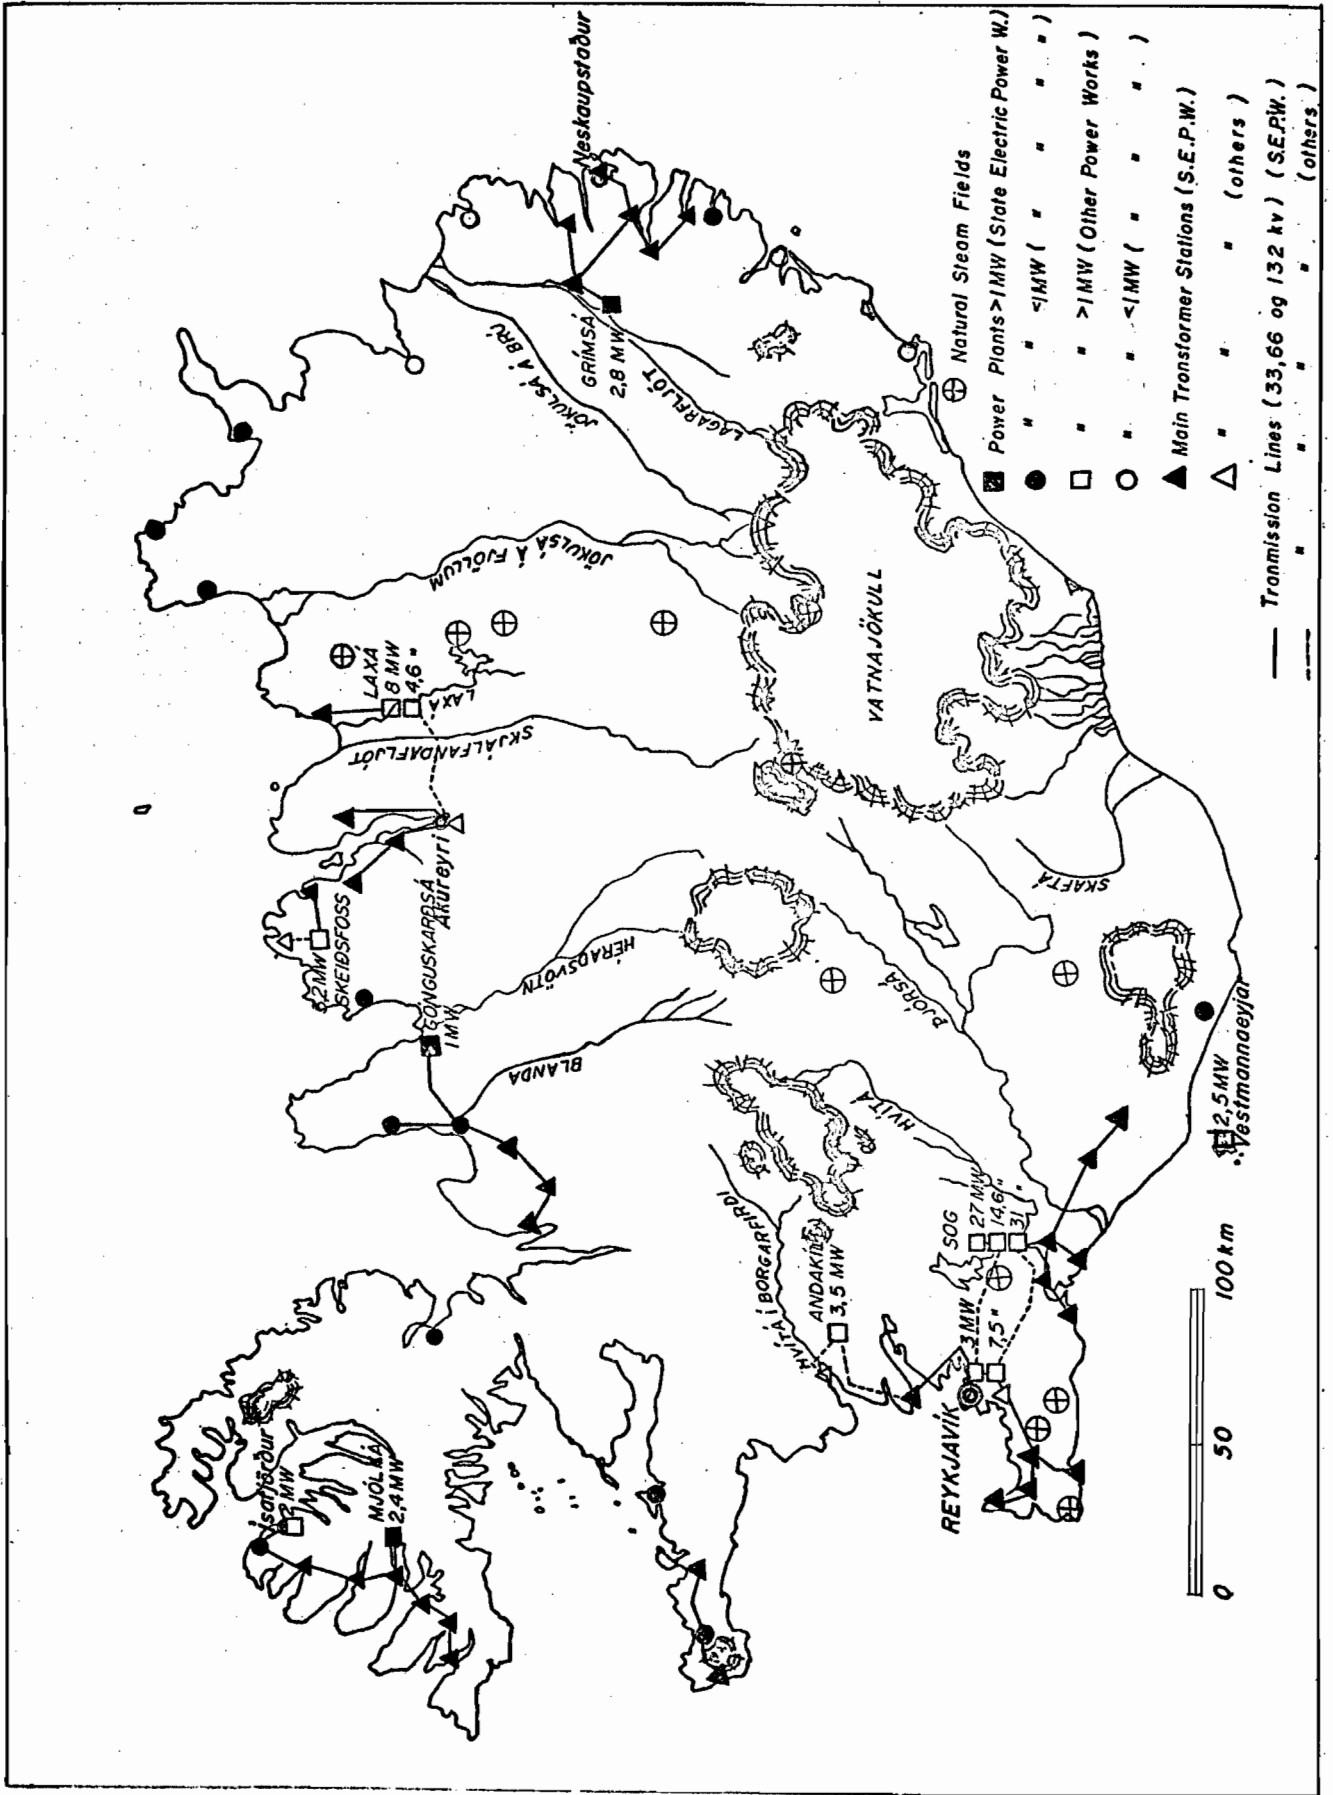 Ísafjörður
2 MW
MJÓLKÁ
2,4 MW
3,2 MW
SKEIÐSFOSS
GÖNGUSKARÐSÁ
1 MW
Akureyri
LAXÁ
8 MW
4,6 "
LAXÁ
SKJÁLFANDAFLJÓT
JÖKULSÁ Á FJÖLLUM
JÖKULSÁ Á BRÚ
GRÍMSÁ
2,8 MW
LAGARFLJÓT
Neskaupstaður
HÉRAÐSVÖTN
BLANDA
VATNAJÖKULL
SKAFTÁ
ÞJÓRSÁ
HVÍTÁ
HVÍTÁ Í BORGARFIRÐI
ANDAKÍLL
3,5 MW
SOG
27 MW
14,6 "
31 "
3 MW
7,5 "
REYKJAVÍK
2,5 MW
Vestmannaeyjar
0 50 100 km
Natural Steam Fields
Power Plants >1MW (State Electric Power W.)
" " <1MW ( " " " )
" " >1MW (Other Power Works )
" " <1MW ( " " " )
Main Transformer Stations (S.E.P.W.)
" " " (others )
Tranmission Lines (33,66 og 132 kv) (S.E.P.W.)
" " " " (others )